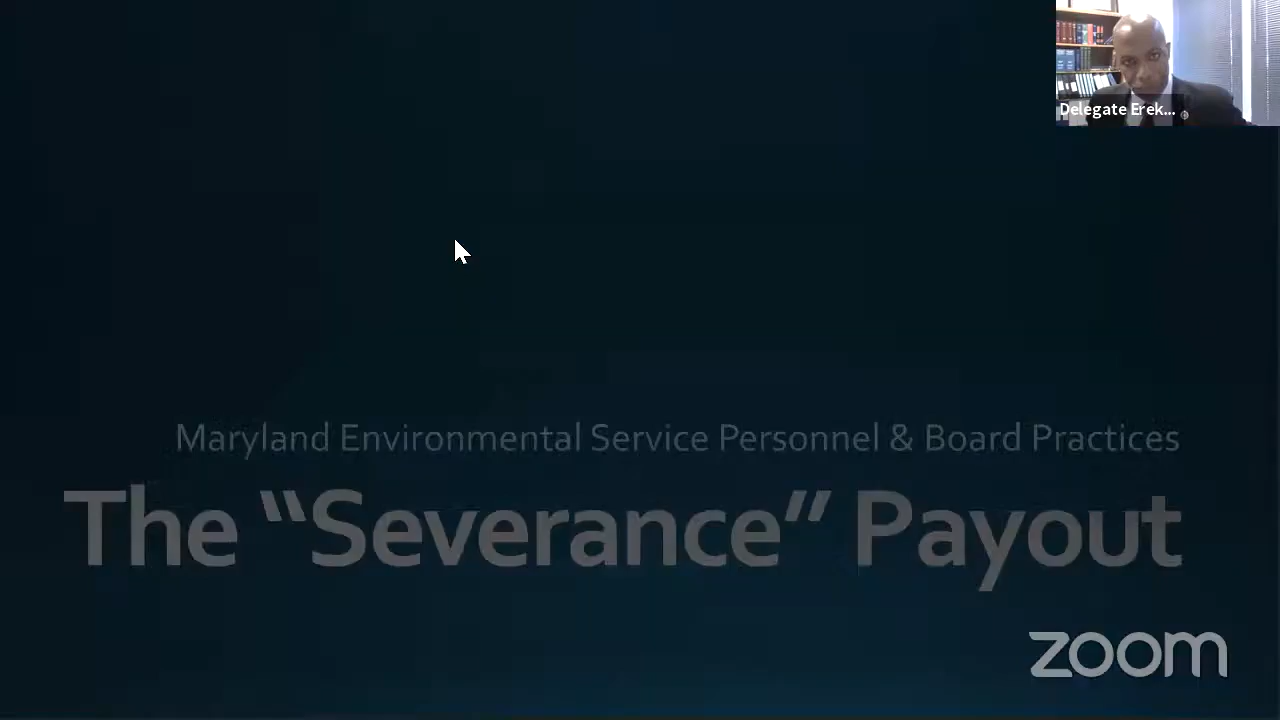 Delegate Erek...
Maryland Environmental Service Personnel & Board Practices
The “Severance” Payout
zoom